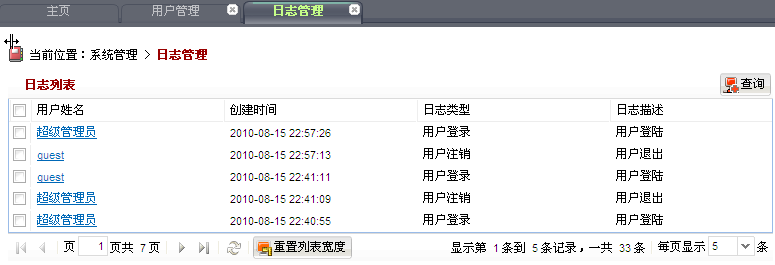 主页 用户管理 日志管理
当前位置：系统管理 > 日志管理
日志列表 查询
用户姓名 创建时间 日志类型 日志描述
超级管理员 2010-08-15 22:57:26 用户登录 用户登陆
guest 2010-08-15 22:57:13 用户注销 用户退出
guest 2010-08-15 22:41:11 用户登录 用户登陆
超级管理员 2010-08-15 22:41:09 用户注销 用户退出
超级管理员 2010-08-15 22:40:55 用户登录 用户登陆
页 1 页共 7 页 重置列表宽度 显示第 1 条到 5 条记录，一共 33 条 每页显示 5 条